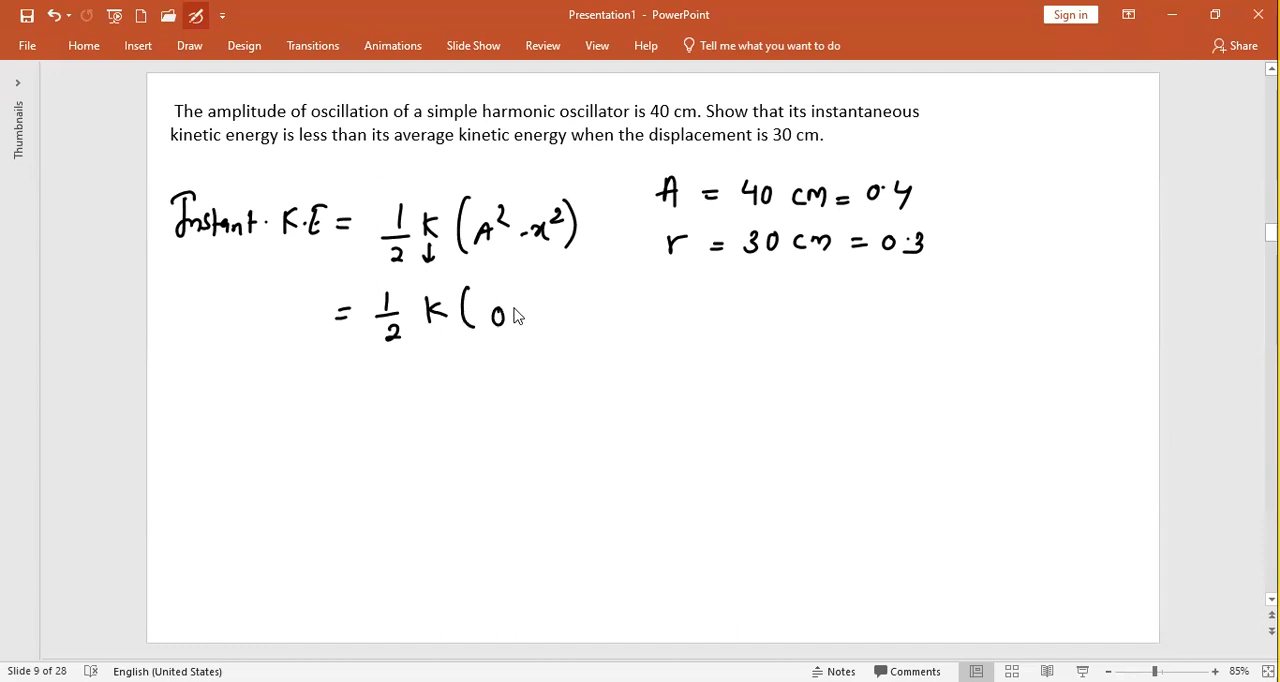 Presentation1 - PowerPoint
Sign in
File Home Insert Draw Design Transitions Animations Slide Show Review View Help Tell me what you want to do Share
Thumbnails
The amplitude of oscillation of a simple harmonic oscillator is 40 cm. Show that its instantaneous
kinetic energy is less than its average kinetic energy when the displacement is 30 cm.
A = 40 cm = 0.4
Instant. K.E = 1/2 K (A² - x²)
r = 30 cm = 0.3
= 1/2 K ( 0
Slide 9 of 28 English (United States) Notes Comments 85%